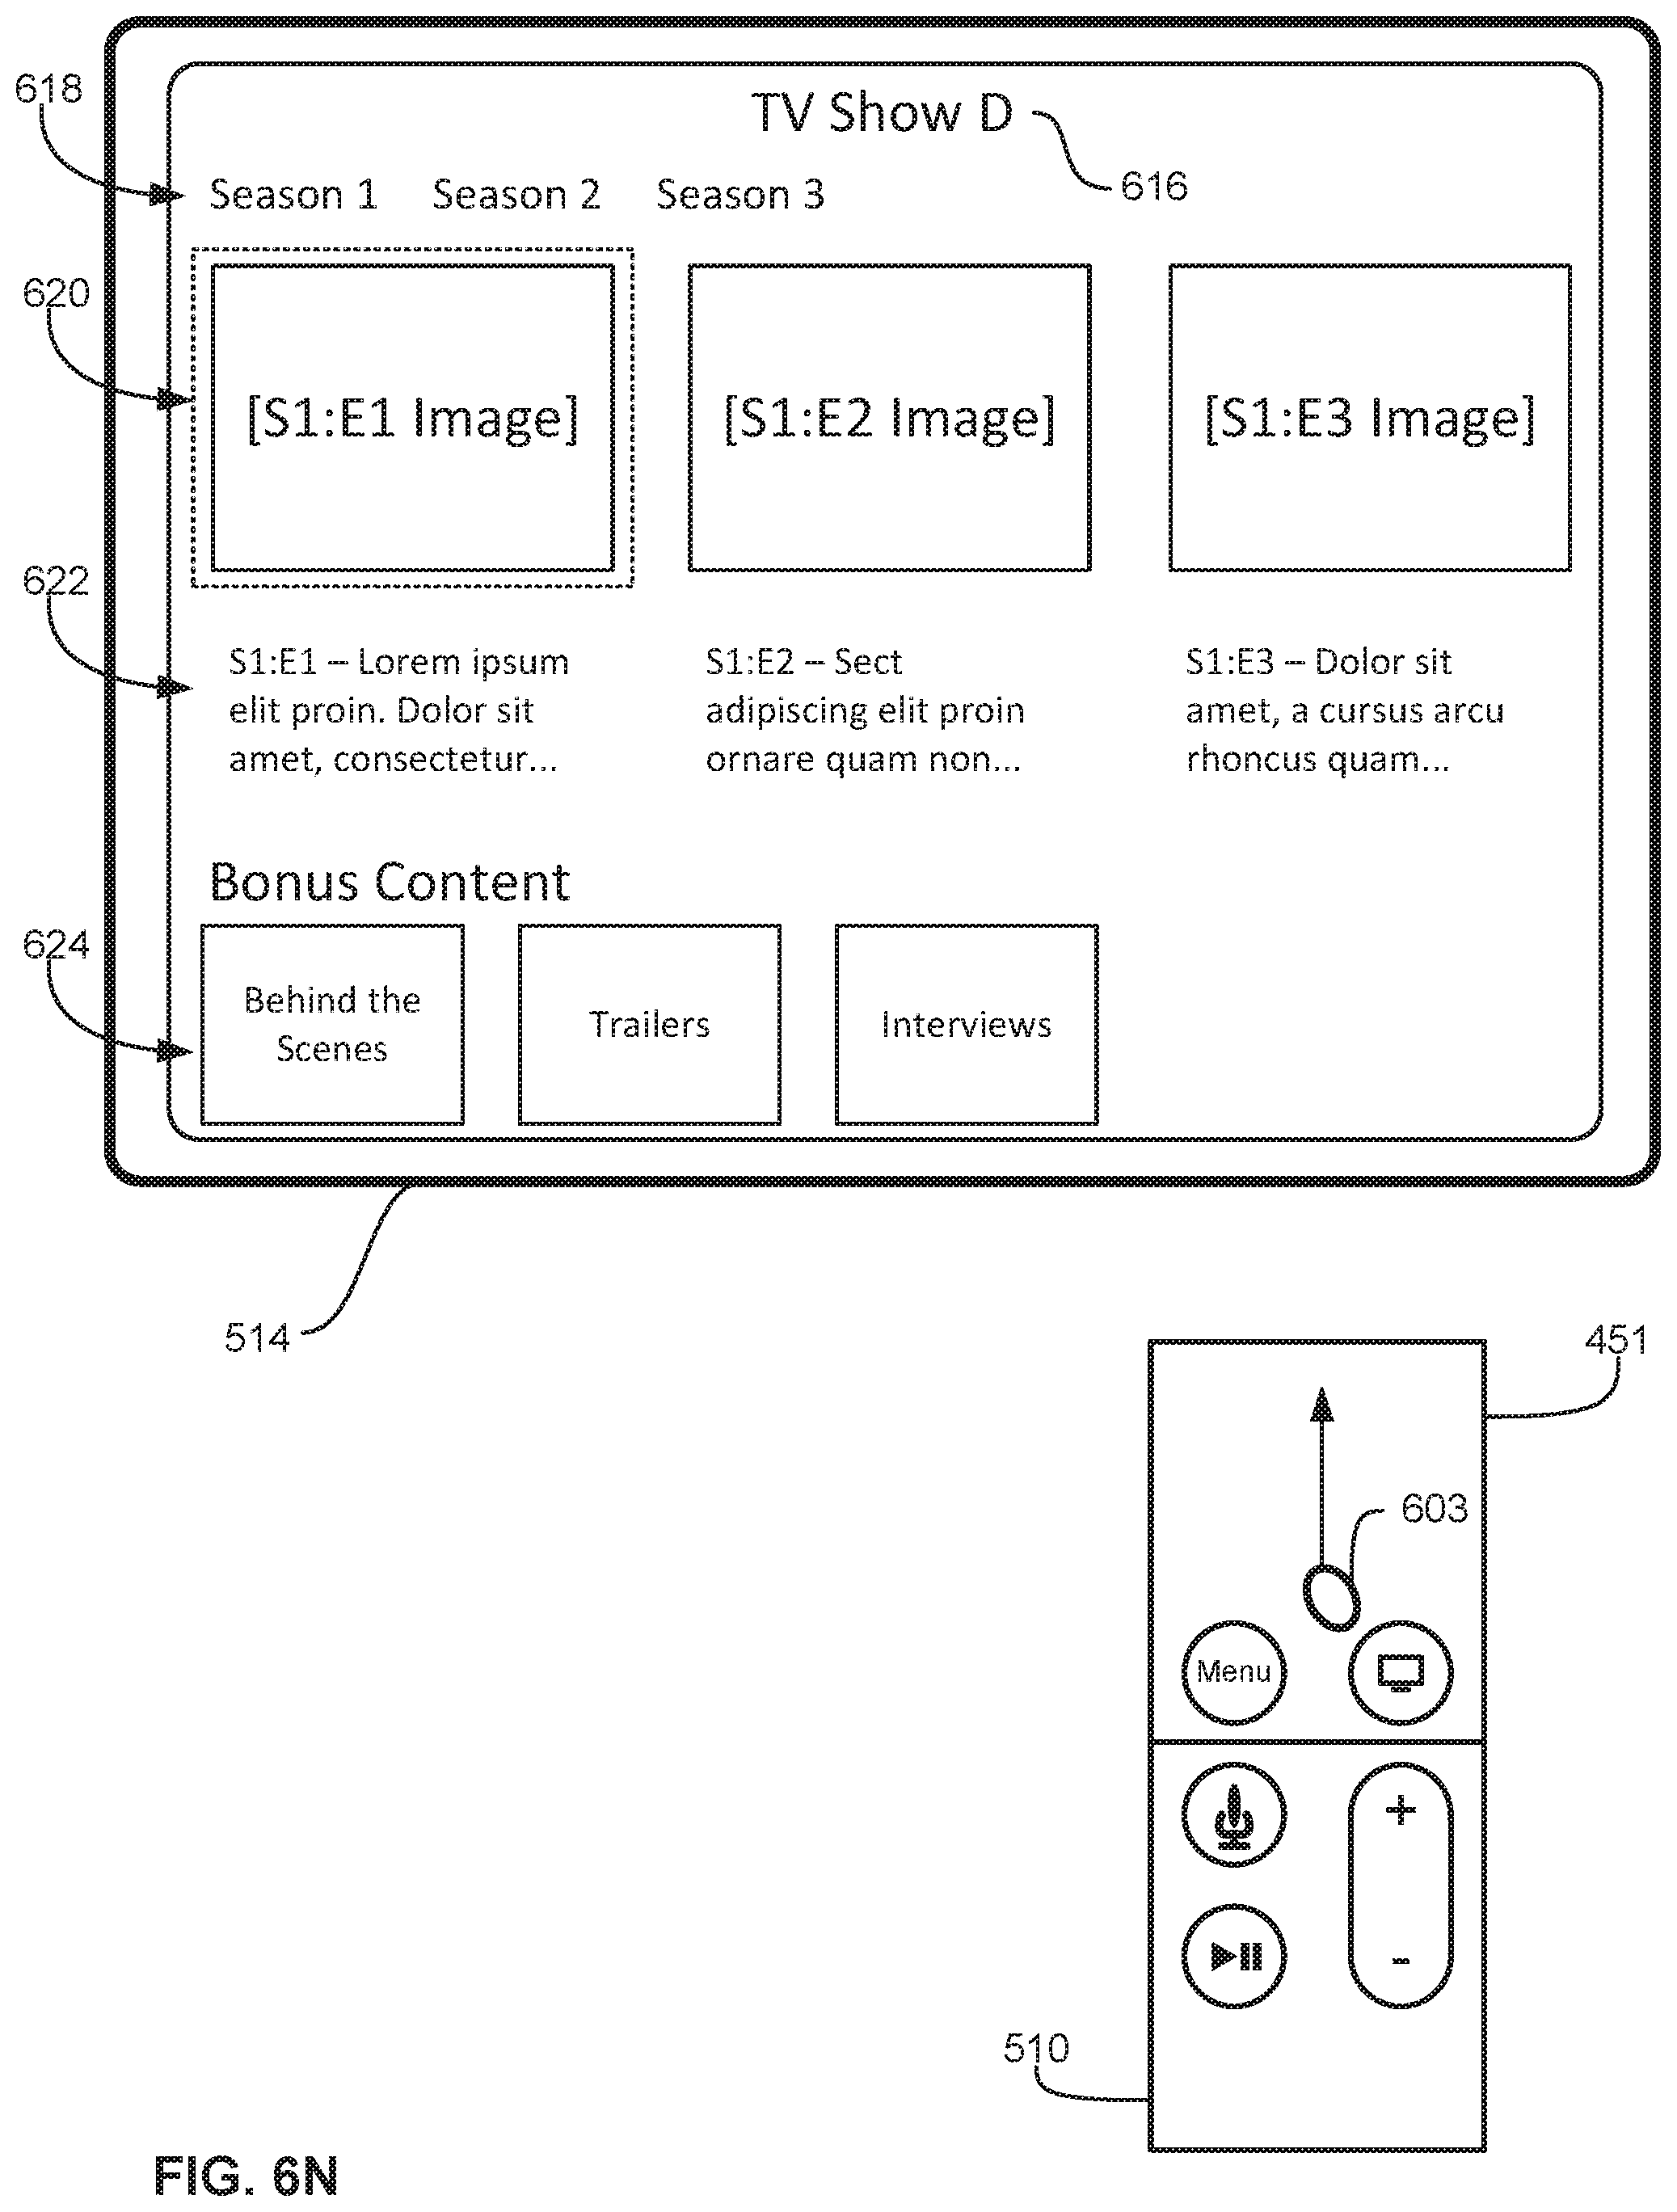 618
TV Show D
616
Season 1 Season 2 Season 3
620
[S1:E1 Image] [S1:E2 Image] [S1:E3 Image]
622
S1:E1 – Lorem ipsum
elit proin. Dolor sit
amet, consectetur...
S1:E2 – Sect
adipiscing elit proin
ornare quam non...
S1:E3 – Dolor sit
amet, a cursus arcu
rhoncus quam...
Bonus Content
624
Behind the
Scenes
Trailers
Interviews
514
451
603
Menu
+
-
510
FIG. 6N